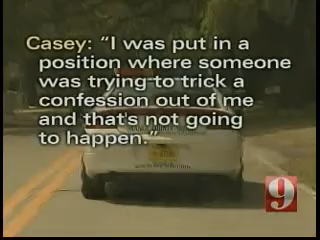 Casey: "I was put in a
position where someone
was trying to trick a
confession out of me
and that's not going
to happen."
9